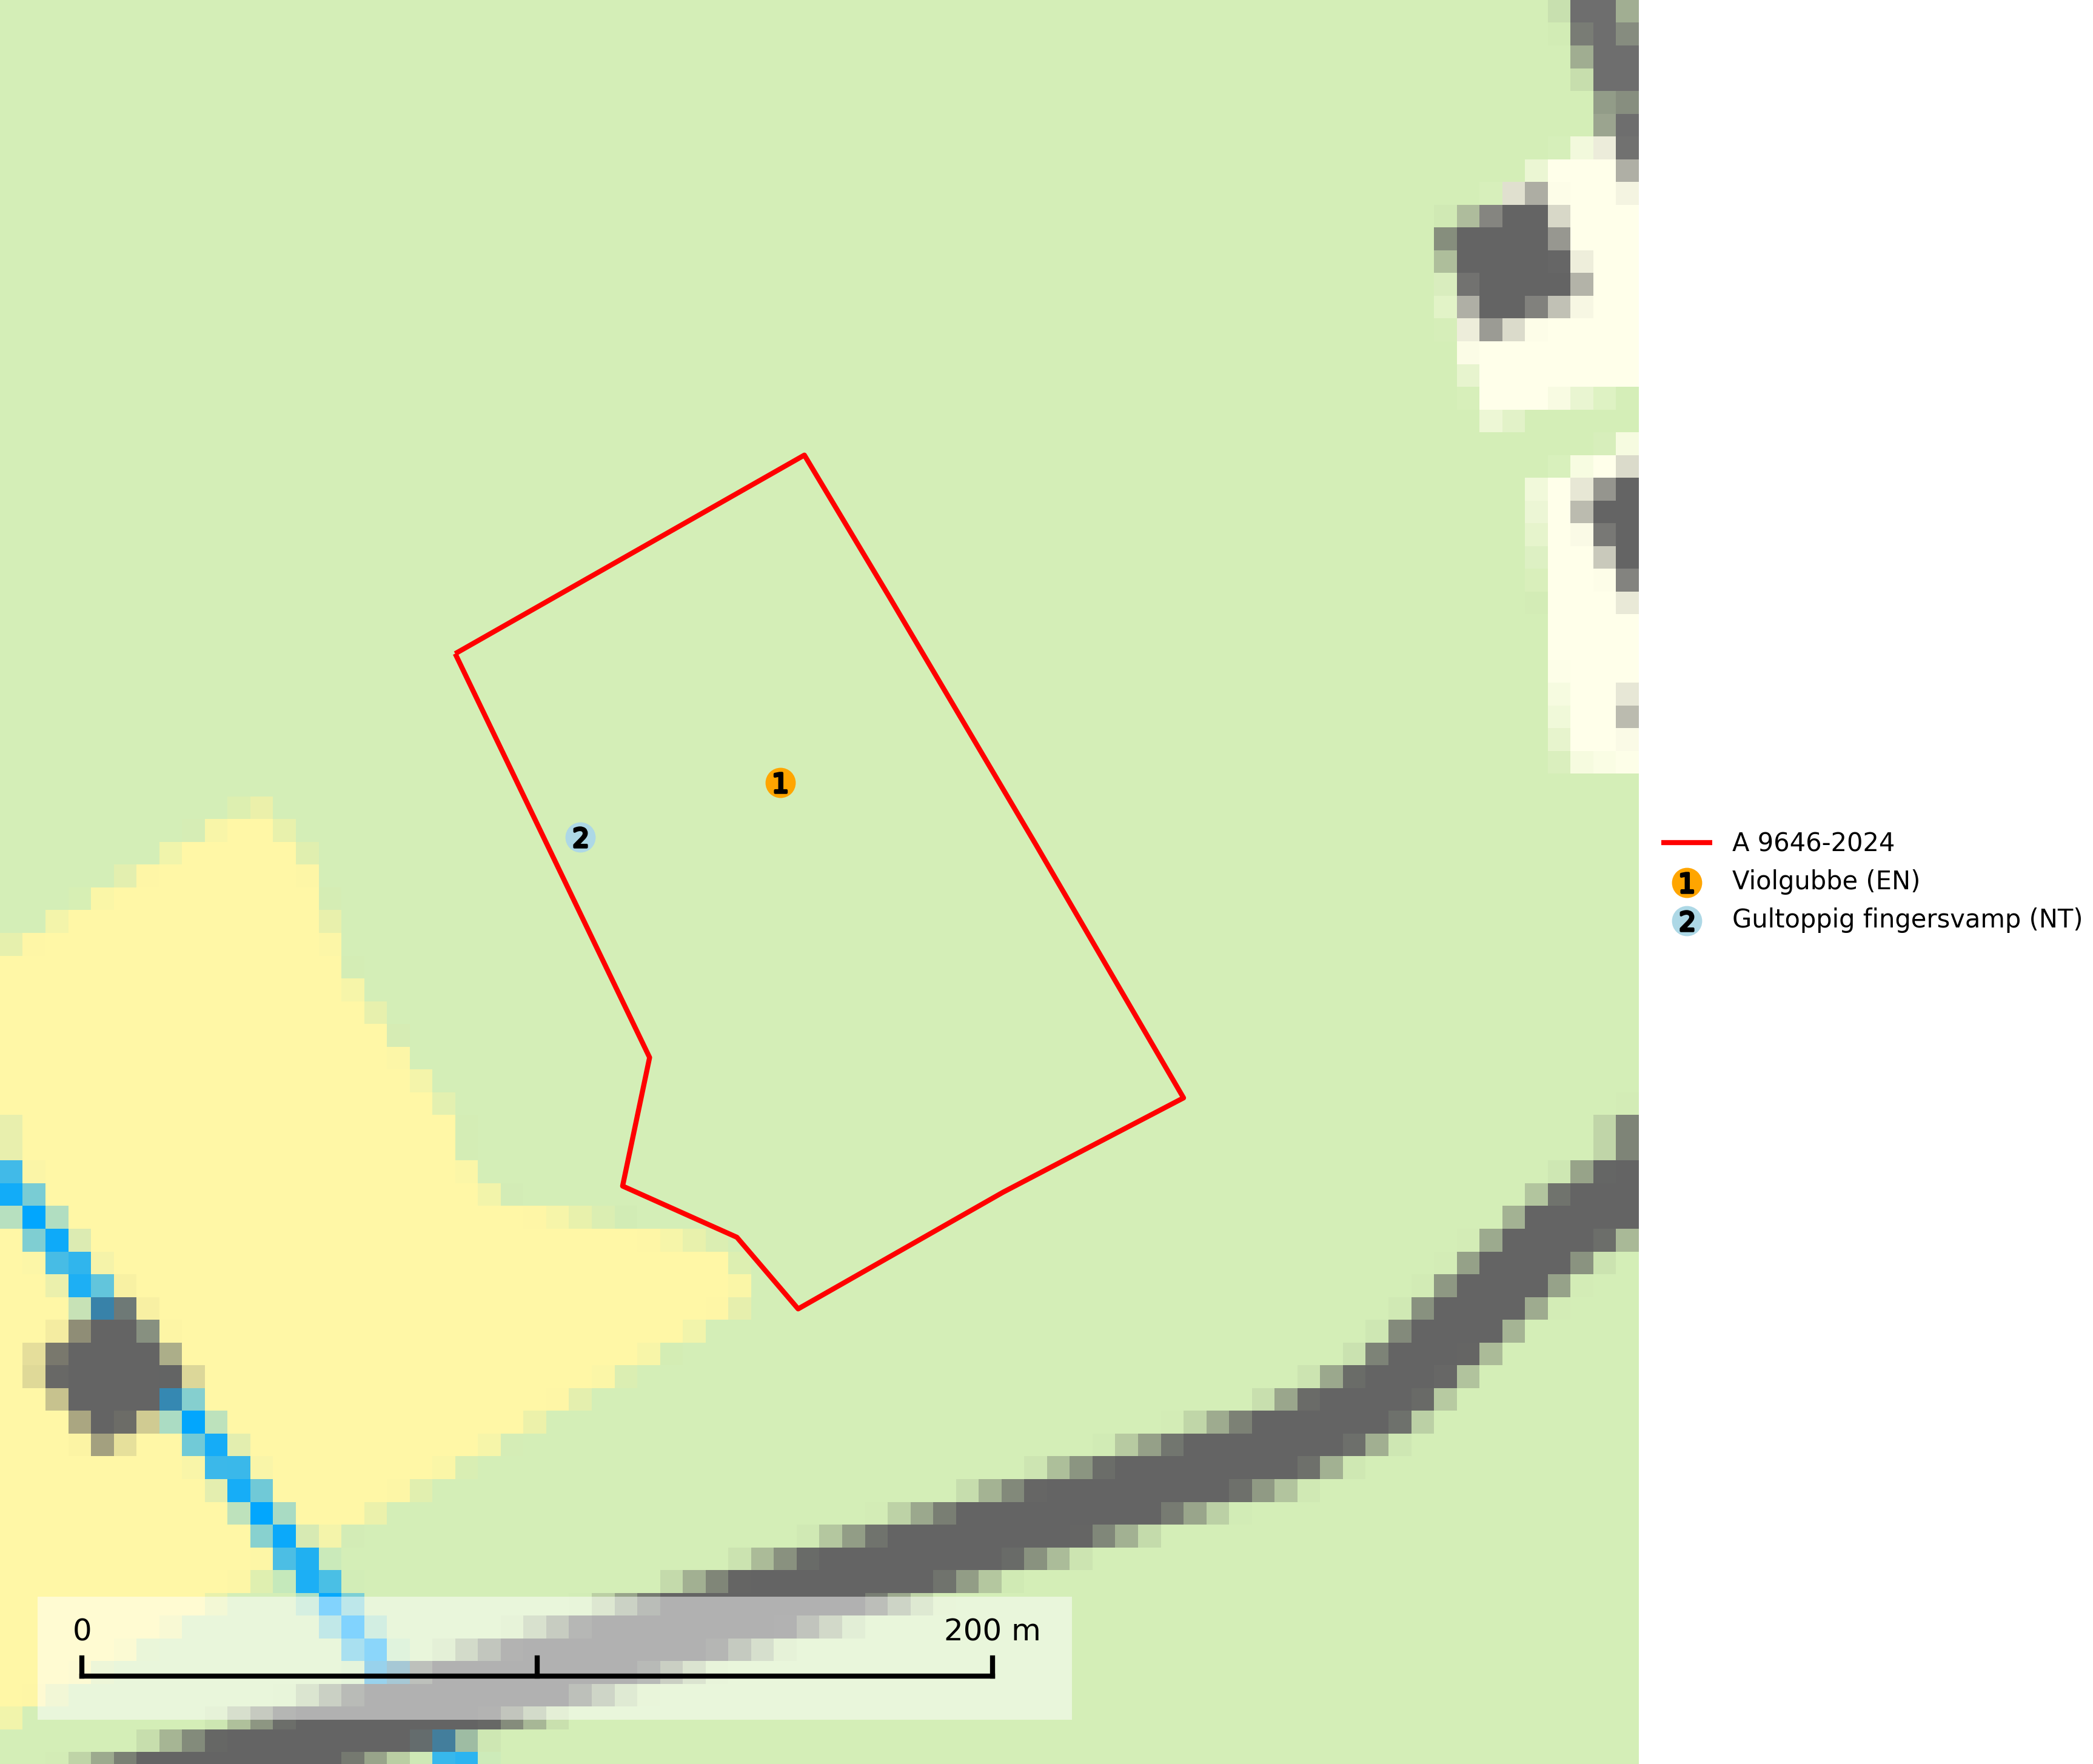 1
2
A 9646-2024
1 Violgubbe (EN)
2 Gultoppig fingersvamp (NT)
0 200 m